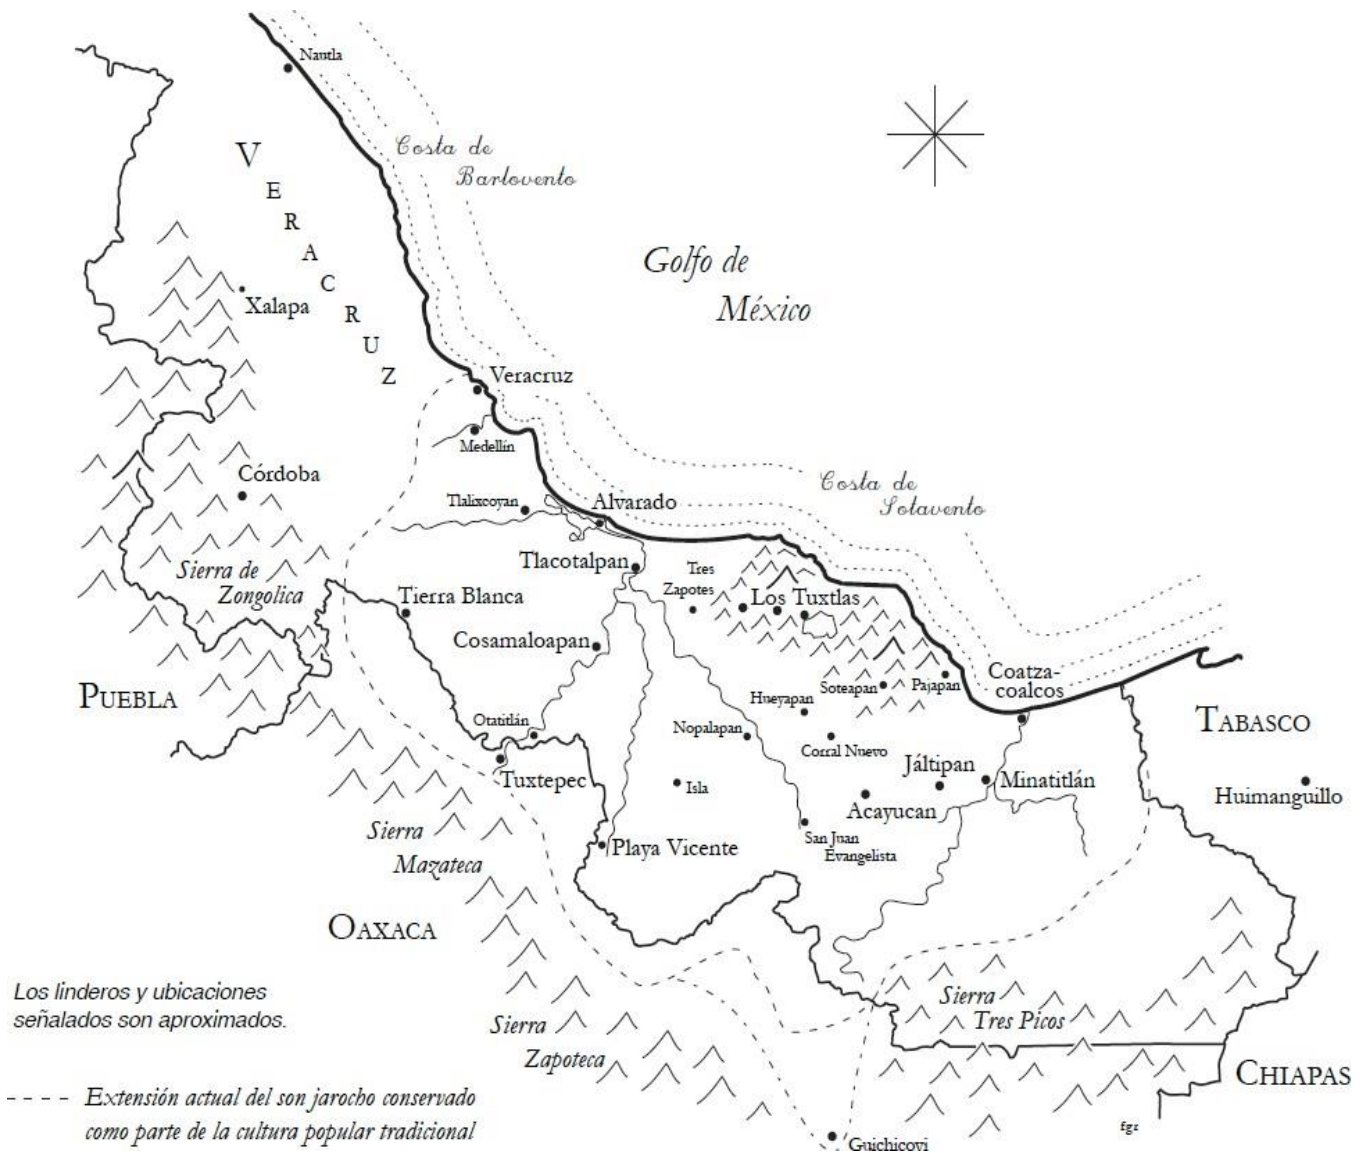 Nautla
Costa de
Barlovento
VERACRUZ
Golfo de
México
Xalapa
Veracruz
Medellín
Córdoba
Costa de
Sotavento
Tlalixcoyan
Alvarado
Tlacotalpan
Sierra de
Zongolica
Tierra Blanca
Tres
Zapotes
Los Tuxtlas
Cosamaloapan
PUEBLA
Otatitlán
Tuxtepec
Hueyapan
Soteapan
Pajapan
Coatza-
coalcos
Nopalapan
Corral Nuevo
TABASCO
Isla
Jáltipan
Minatitlán
Acayucan
Huimanguillo
Sierra
Mazateca
Playa Vicente
San Juan
Evangelista
OAXACA
Los linderos y ubicaciones
señalados son aproximados.
Sierra
Zapoteca
Sierra
Tres Picos
CHIAPAS
Extensión actual del son jarocho conservado
como parte de la cultura popular tradicional
Guichicovi
fgr